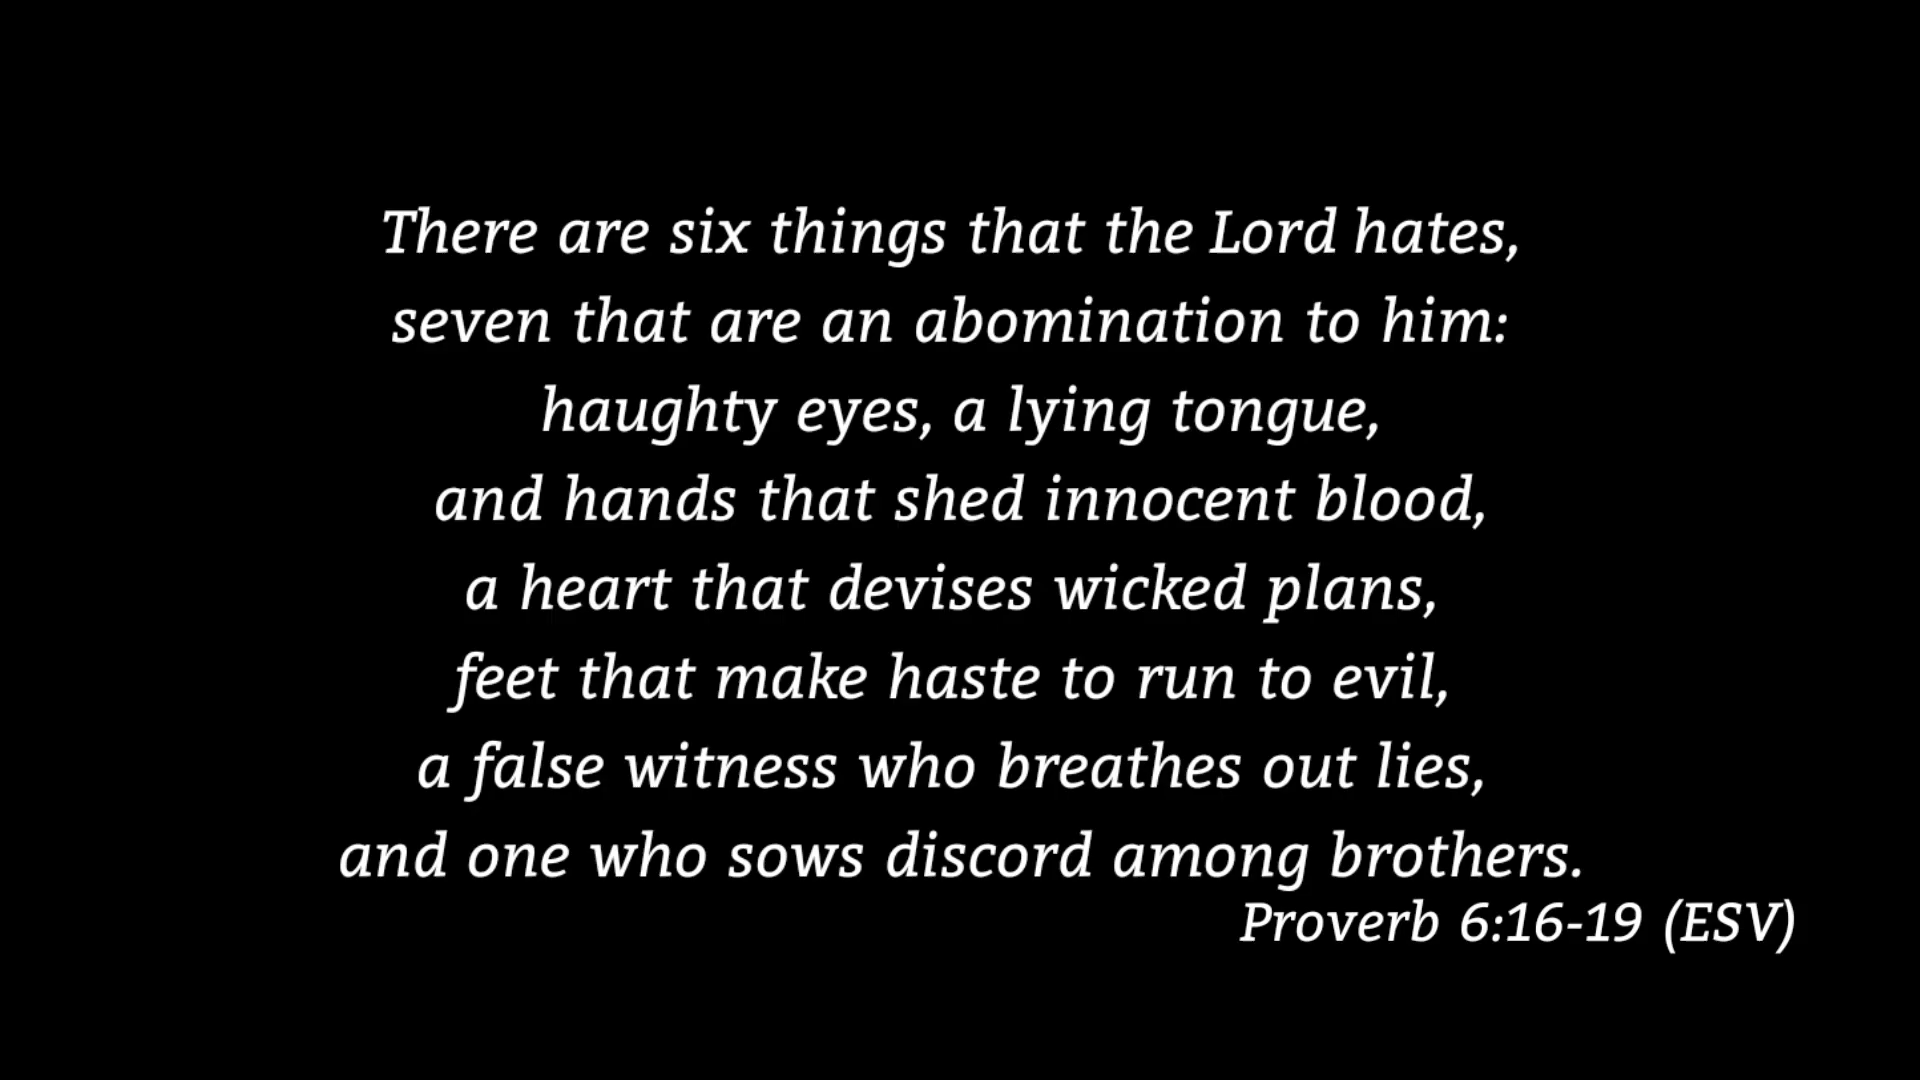 There are six things that the Lord hates,
seven that are an abomination to him:
haughty eyes, a lying tongue,
and hands that shed innocent blood,
a heart that devises wicked plans,
feet that make haste to run to evil,
a false witness who breathes out lies,
and one who sows discord among brothers.
Proverb 6:16-19 (ESV)